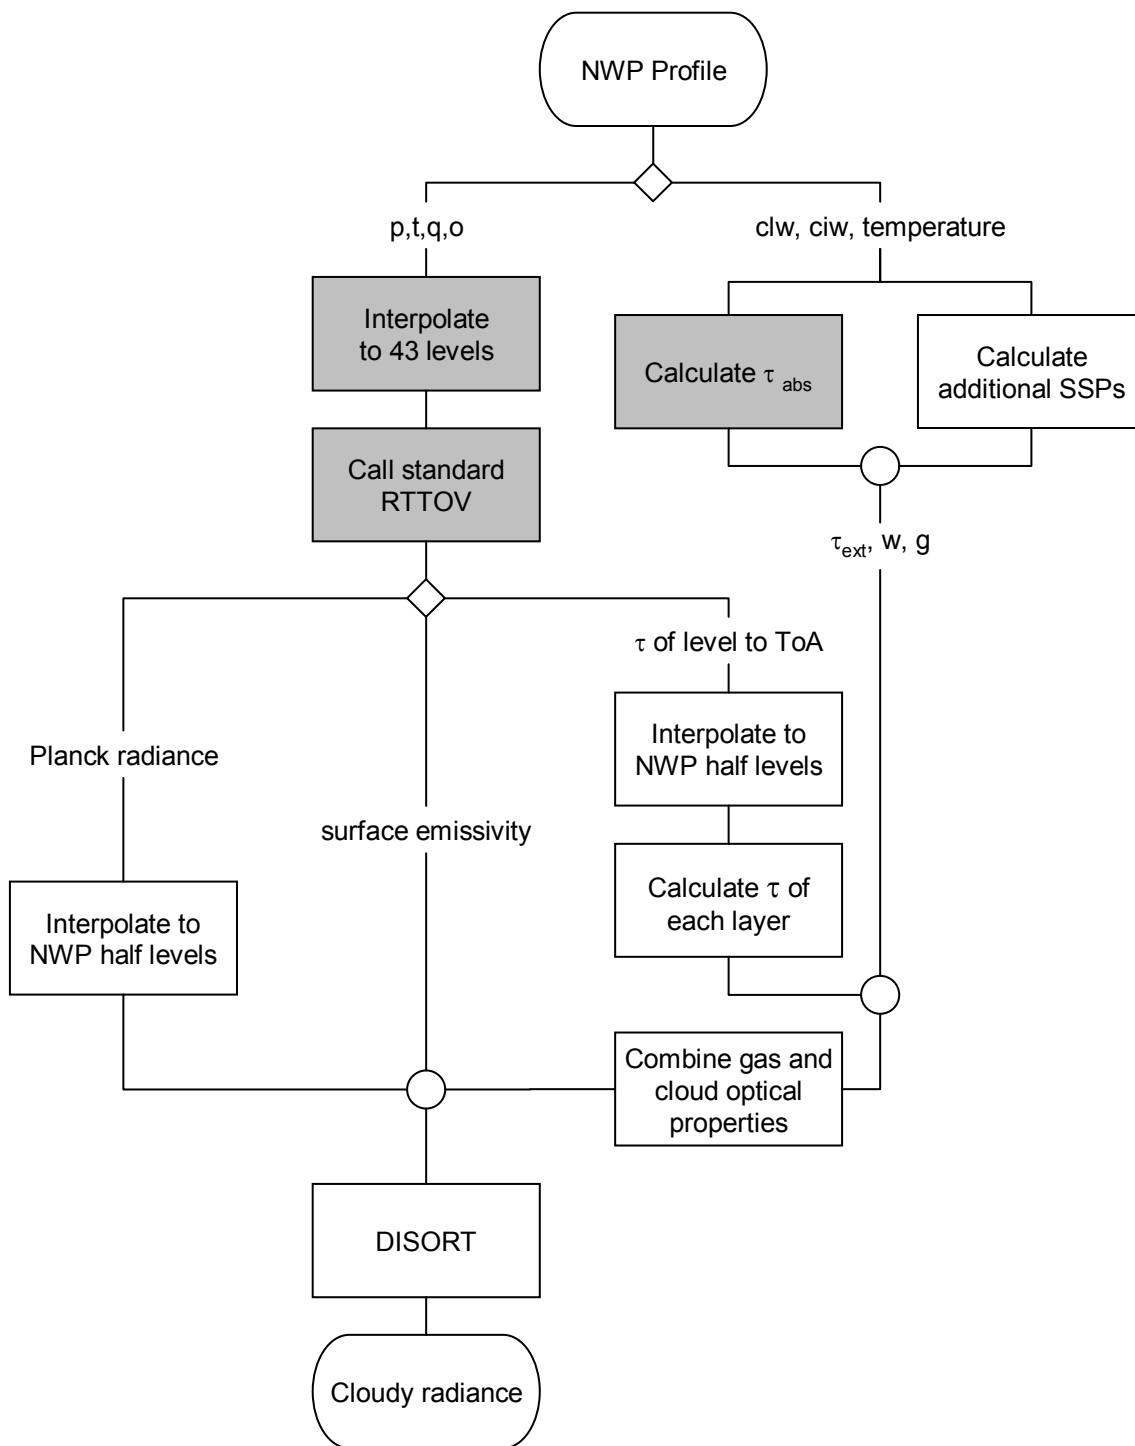 NWP Profile
p,t,q,o
clw, ciw, temperature
Interpolate
to 43 levels
Calculate τ abs
Calculate
additional SSPs
Call standard
RTTOV
τext, w, g
τ of level to ToA
Planck radiance
Interpolate to
NWP half levels
surface emissivity
Calculate τ of
each layer
Interpolate to
NWP half levels
Combine gas and
cloud optical
properties
DISORT
Cloudy radiance